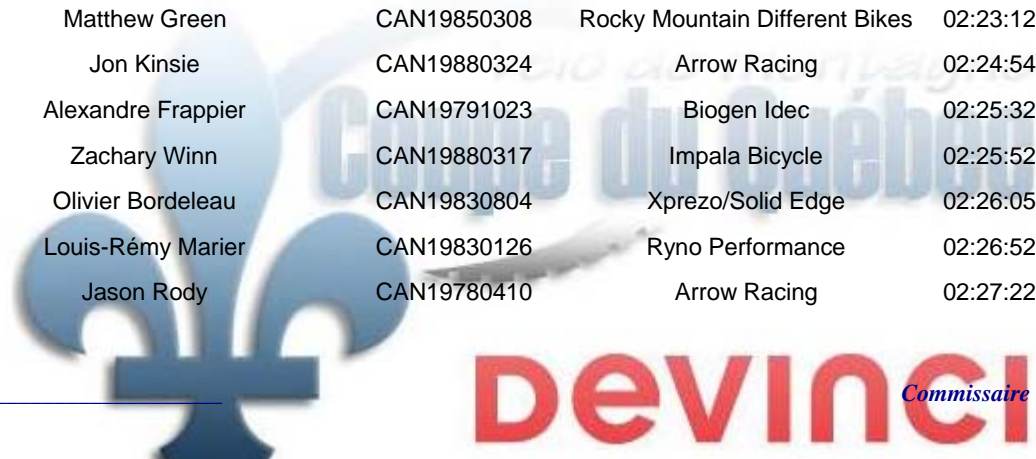 Matthew Green CAN19850308 Rocky Mountain Different Bikes 02:23:12
Jon Kinsie CAN19880324 Arrow Racing 02:24:54
Vélo de montagne
Alexandre Frappier CAN19791023 Biogen Idec 02:25:32
Coupe du Québec
Zachary Winn CAN19880317 Impala Bicycle 02:25:52
Olivier Bordeleau CAN19830804 Xprezo/Solid Edge 02:26:05
Louis-Rémy Marier CAN19830126 Ryno Performance 02:26:52
Jason Rody CAN19780410 Arrow Racing 02:27:22
DEVINCI
Commissaire